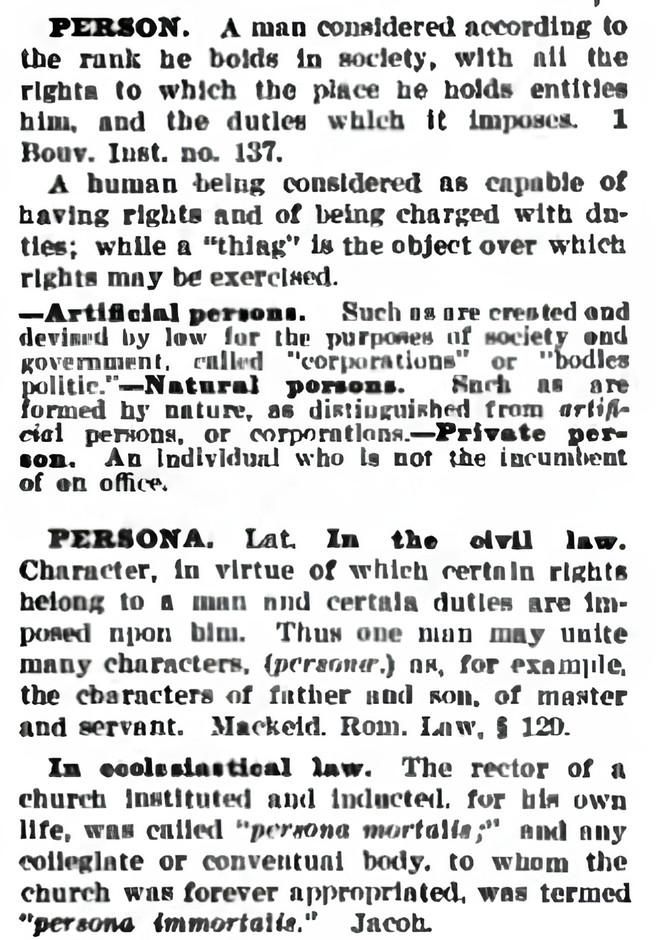 PERSON. A man considered according to
the rank he holds in society, with all the
rights to which the place he holds entitles
him, and the duties which it imposes. 1
Bouv. Inst. no. 137.
A human being considered as capable of
having rights and of being charged with du-
ties; while a "thing" is the object over which
rights may be exercised.
—Artificial persons. Such as are created and
devised by law for the purposes of society and
government, called "corporations" or "bodies
politic."—Natural persons. Such as are
formed by nature, as distinguished from artifi-
cial persons, or corporations.—Private per-
son. An individual who is not the incumbent
of an office.
PERSONA. Lat. In the civil law.
Character, in virtue of which certain rights
belong to a man and certain duties are im-
posed upon him. Thus one man may unite
many characters, (personæ,) as, for example,
the characters of father and son, of master
and servant. Mackeld. Rom. Law, § 129.
In ecclesiastical law. The rector of a
church instituted and inducted, for his own
life, was called "persona mortalis;" and any
collegiate or conventual body, to whom the
church was forever appropriated, was termed
"persona immortalis." Jacob.